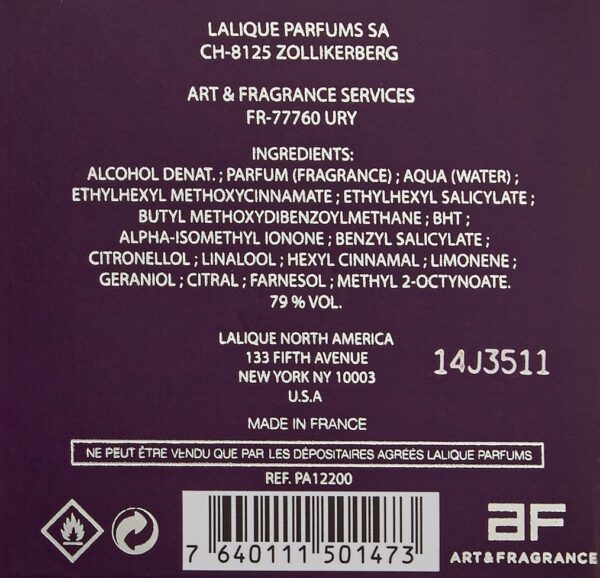 LALIQUE PARFUMS SA
CH-8125 ZOLLIKERBERG
ART & FRAGRANCE SERVICES
FR-77760 URY
INGREDIENTS:
ALCOHOL DENAT. ; PARFUM (FRAGRANCE) ; AQUA (WATER) ;
ETHYLHEXYL METHOXYCINNAMATE ; ETHYLHEXYL SALICYLATE ;
BUTYL METHOXYDIBENZOYLMETHANE ; BHT ;
ALPHA-ISOMETHYL IONONE ; BENZYL SALICYLATE ;
CITRONELLOL ; LINALOOL ; HEXYL CINNAMAL ; LIMONENE ;
GERANIOL ; CITRAL ; FARNESOL ; METHYL 2-OCTYNOATE.
79 % VOL.
LALIQUE NORTH AMERICA
133 FIFTH AVENUE
NEW YORK NY 10003
U.S.A
14J3511
MADE IN FRANCE
NE PEUT ÊTRE VENDU QUE PAR LES DÉPOSITAIRES AGRÉÉS LALIQUE PARFUMS
REF. PA12200
7 640111 501473
aF
ART&FRAGRANCE